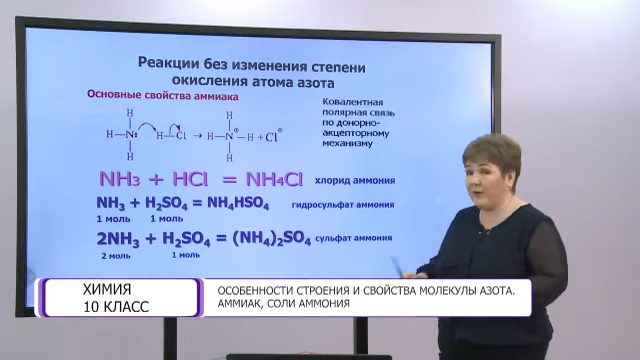 Реакции без изменения степени
окисления атома азота
Основные свойства аммиака
Ковалентная
полярная связь
по донорно-
акцепторному
механизму
H H
H—N: H—Cl → H—N⊕—H + Cl⊖
H H
NH₃ + HCl = NH₄Cl хлорид аммония
NH₃ + H₂SO₄ = NH₄HSO₄ гидросульфат аммония
1 моль 1 моль
2NH₃ + H₂SO₄ = (NH₄)₂SO₄ сульфат аммония
2 моль 1 моль
ХИМИЯ
10 КЛАСС
ОСОБЕННОСТИ СТРОЕНИЯ И СВОЙСТВА МОЛЕКУЛЫ АЗОТА.
АММИАК, СОЛИ АММОНИЯ